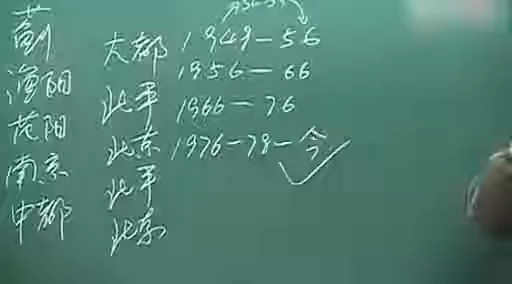 蓟
渔阳
范阳
南京
中都
大都
北平
北京
北平
北京
1949-56
1956-66
1966-76
1976-78-今